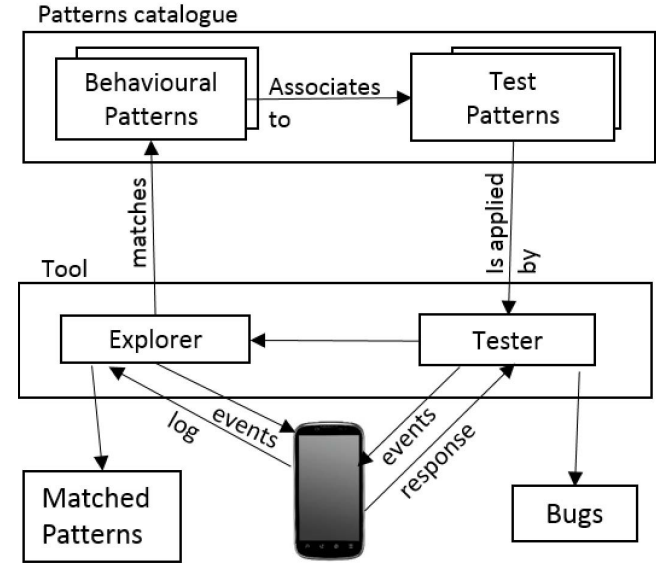 Patterns catalogue
Behavioural
Patterns
Associates
to
Test
Patterns
matches
Is applied
by
Tool
Explorer
Tester
log
events
events
response
Matched
Patterns
Bugs